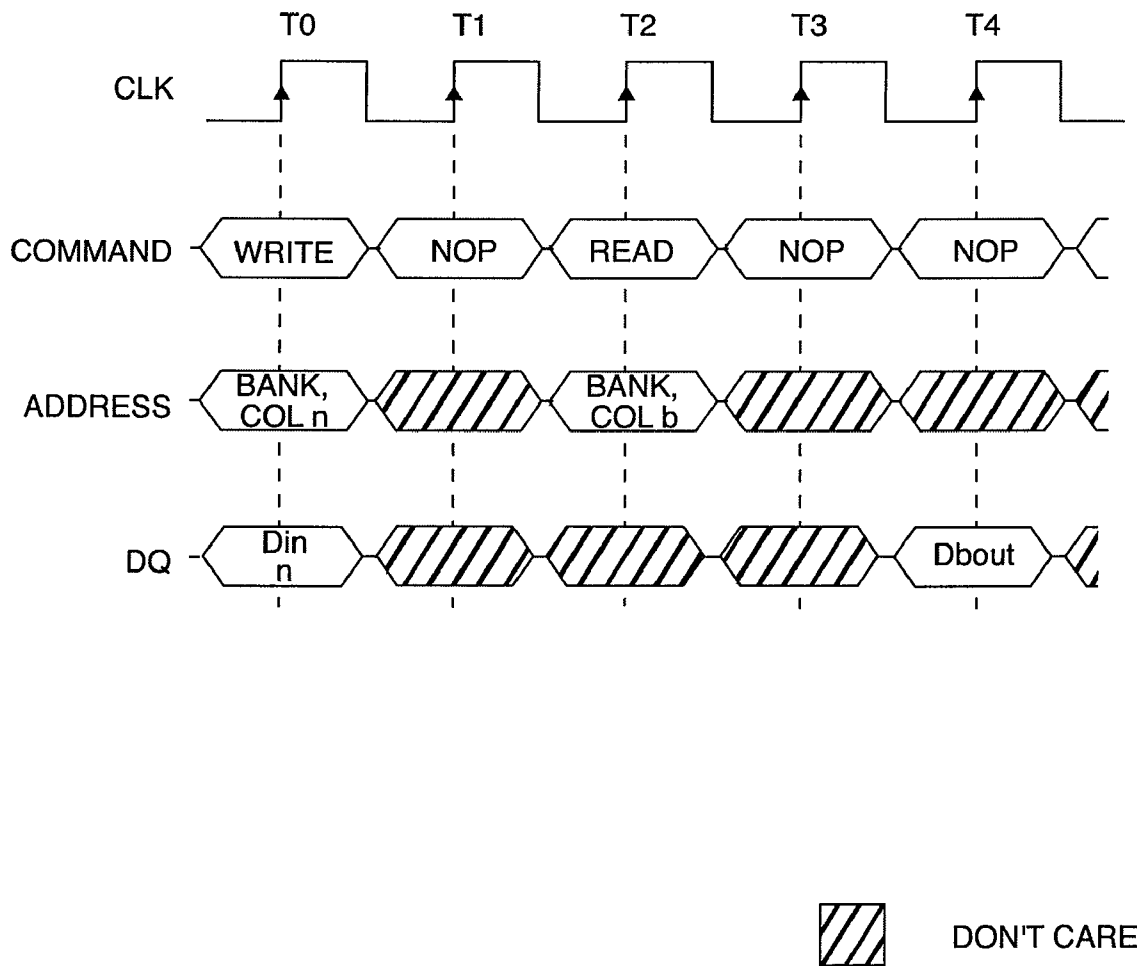 T0 T1 T2 T3 T4
CLK
COMMAND WRITE NOP READ NOP NOP
ADDRESS BANK, COL n BANK, COL b
DQ Din n Dbout
DON'T CARE